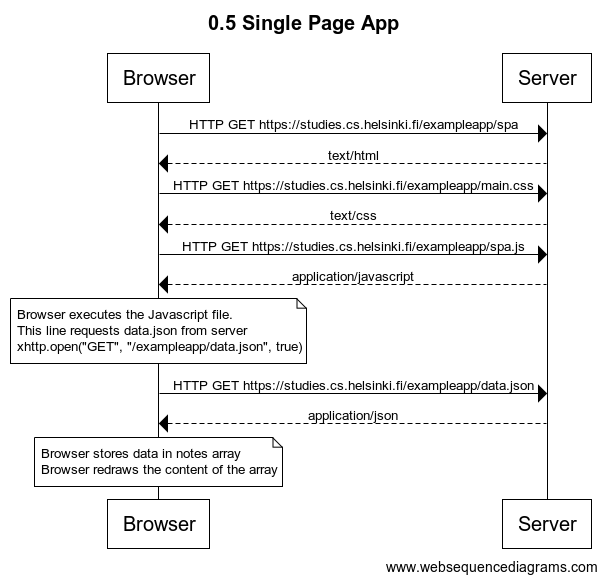 0.5 Single Page App
Browser
Server
HTTP GET https://studies.cs.helsinki.fi/exampleapp/spa
text/html
HTTP GET https://studies.cs.helsinki.fi/exampleapp/main.css
text/css
HTTP GET https://studies.cs.helsinki.fi/exampleapp/spa.js
application/javascript
Browser executes the Javascript file.
This line requests data.json from server
xhttp.open("GET", "/exampleapp/data.json", true)
HTTP GET https://studies.cs.helsinki.fi/exampleapp/data.json
application/json
Browser stores data in notes array
Browser redraws the content of the array
Browser
Server
www.websequencediagrams.com